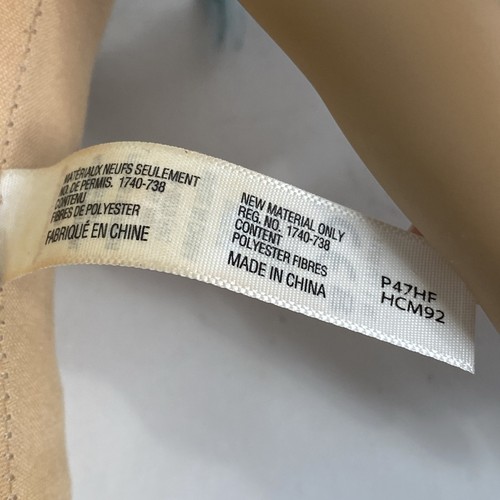 MATERIAUX NEUFS SEULEMENT
NO. DE PERMIS. 1740-738
CONTENU
FIBRES DE POLYESTER
FABRIQUÉ EN CHINE
NEW MATERIAL ONLY
REG. NO. 1740-738
CONTENT
POLYESTER FIBRES
MADE IN CHINA
P47HF
HCM92